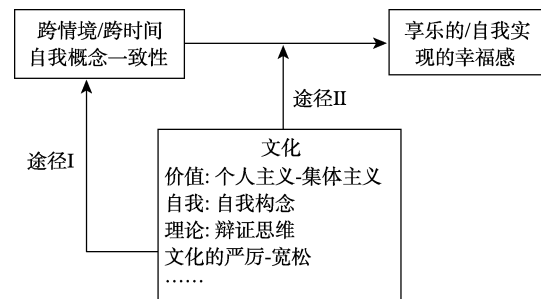 跨情境/跨时间
自我概念一致性
享乐的/自我实
现的幸福感
途径II
途径I
文化
价值: 个人主义-集体主义
自我: 自我构念
理论: 辩证思维
文化的严厉-宽松
……